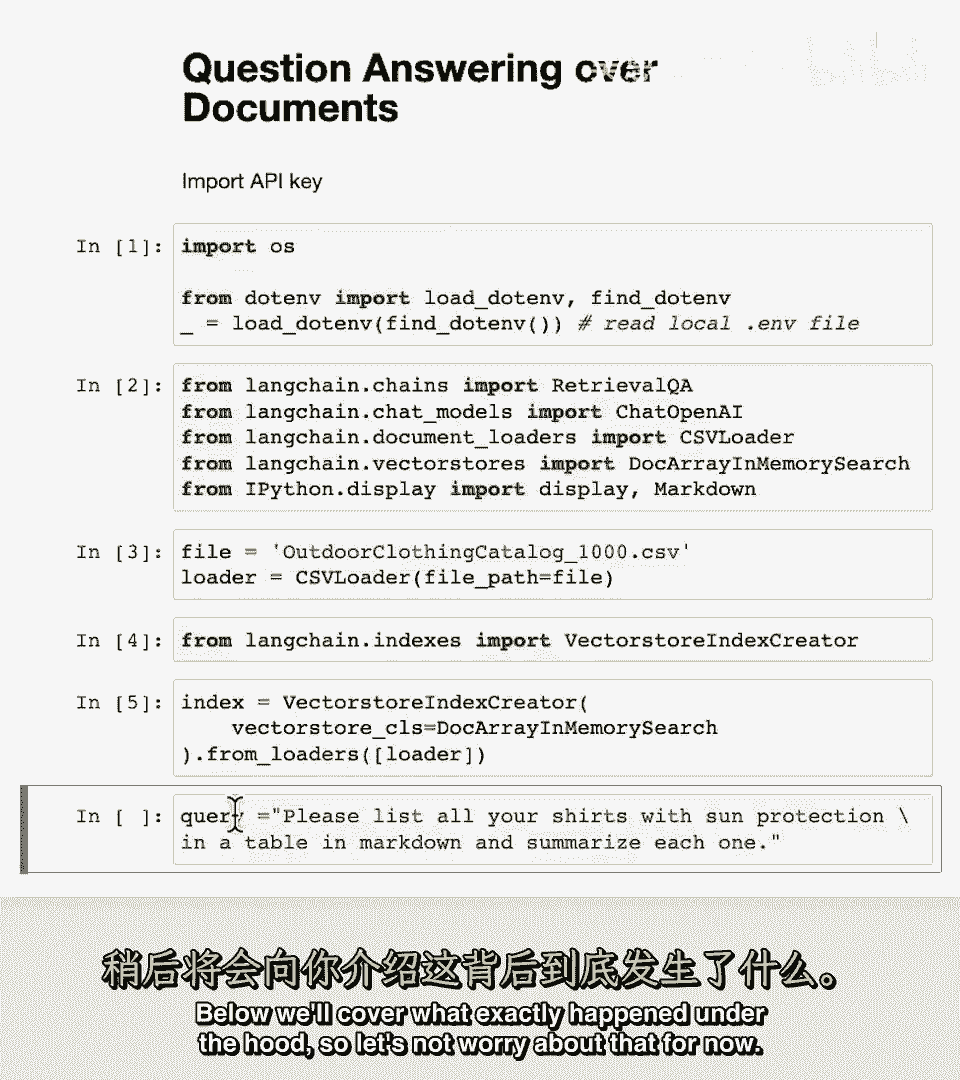 Question Answering over
Documents
Import API key
In [1]: import os
from dotenv import load_dotenv, find_dotenv
_ = load_dotenv(find_dotenv()) # read local .env file
In [2]: from langchain.chains import RetrievalQA
from langchain.chat_models import ChatOpenAI
from langchain.document_loaders import CSVLoader
from langchain.vectorstores import DocArrayInMemorySearch
from IPython.display import display, Markdown
In [3]: file = 'OutdoorClothingCatalog_1000.csv'
loader = CSVLoader(file_path=file)
In [4]: from langchain.indexes import VectorstoreIndexCreator
In [5]: index = VectorstoreIndexCreator(
    vectorstore_cls=DocArrayInMemorySearch
).from_loaders([loader])
In [ ]: query ="Please list all your shirts with sun protection \
in a table in markdown and summarize each one."
稍后将会向你介绍这背后到底发生了什么。
Below we'll cover what exactly happened under
the hood, so let's not worry about that for now.